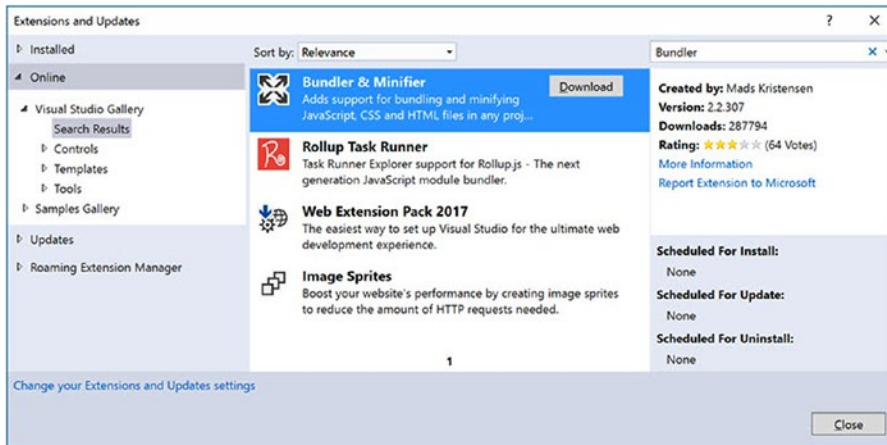 Extensions and Updates
? X
Installed
Online
Visual Studio Gallery
Search Results
Controls
Templates
Tools
Samples Gallery
Updates
Roaming Extension Manager
Sort by: Relevance
Bundler & Minifier
Download
Adds support for bundling and minifying
JavaScript, CSS and HTML files in any proj...
Ro
Rollup Task Runner
Task Runner Explorer support for Rollup.js - The next
generation JavaScript module bundler.
Web Extension Pack 2017
The easiest way to set up Visual Studio for the ultimate web
development experience.
Image Sprites
Boost your website's performance by creating image sprites
to reduce the amount of HTTP requests needed.
1
Bundler
Created by: Mads Kristensen
Version: 2.2.307
Downloads: 287794
Rating: (64 Votes)
More Information
Report Extension to Microsoft
Scheduled For Install:
None
Scheduled For Update:
None
Scheduled For Uninstall:
None
Change your Extensions and Updates settings
Close